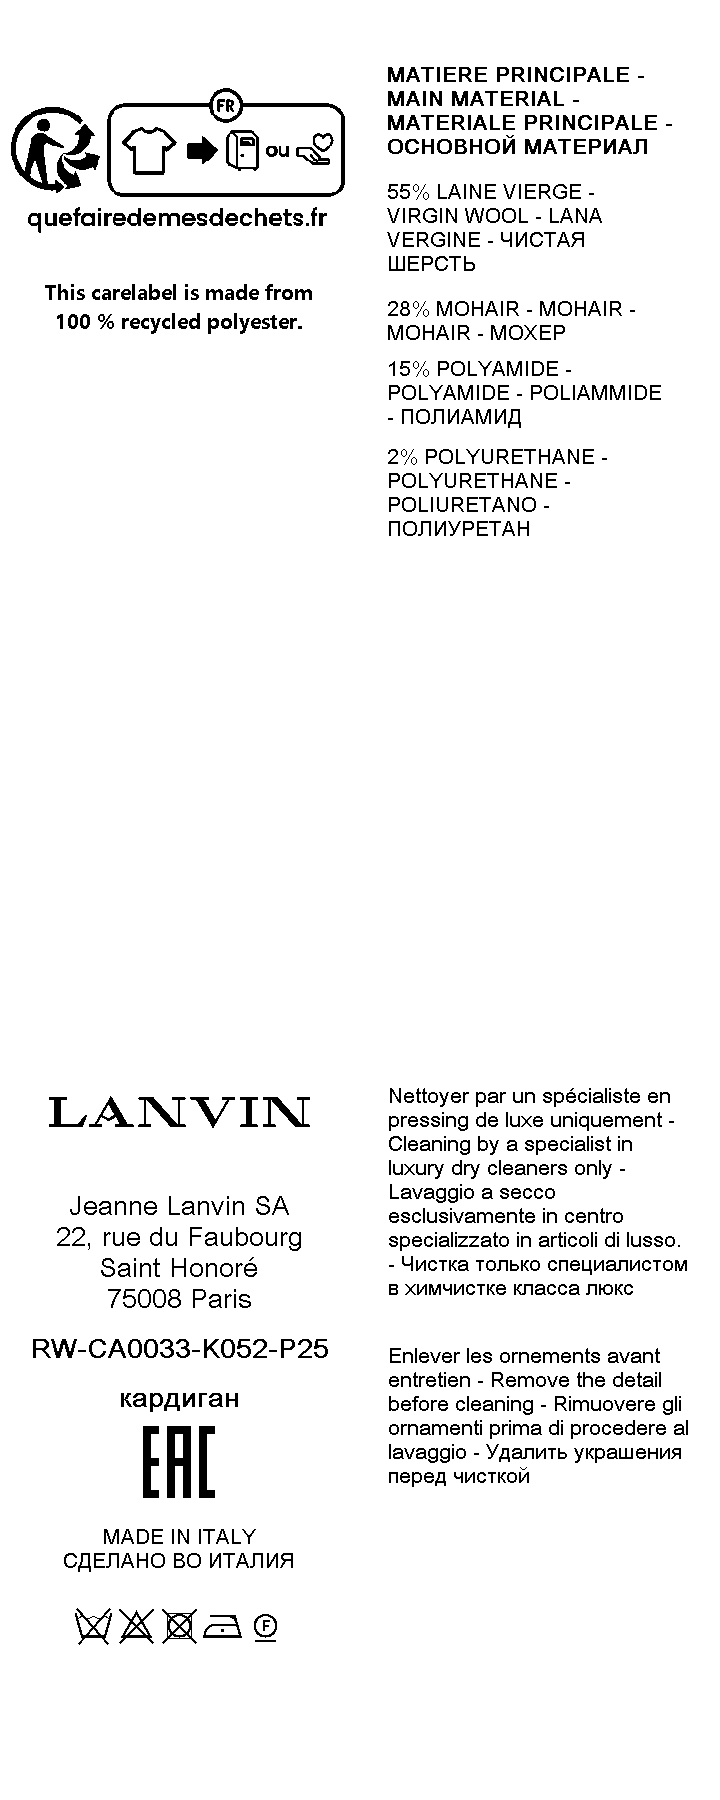 FR
ou
quefairedemesdechets.fr
This carelabel is made from
100 % recycled polyester.
MATIERE PRINCIPALE -
MAIN MATERIAL -
MATERIALE PRINCIPALE -
ОСНОВНОЙ МАТЕРИАЛ
55% LAINE VIERGE -
VIRGIN WOOL - LANA
VERGINE - ЧИСТАЯ
ШЕРСТЬ
28% MOHAIR - MOHAIR -
MOHAIR - МОХЕР
15% POLYAMIDE -
POLYAMIDE - POLIAMMIDE
- ПОЛИАМИД
2% POLYURETHANE -
POLYURETHANE -
POLIURETANO -
ПОЛИУРЕТАН
LANVIN
Jeanne Lanvin SA
22, rue du Faubourg
Saint Honoré
75008 Paris
RW-CA0033-K052-P25
кардиган
EAC
MADE IN ITALY
СДЕЛАНО ВО ИТАЛИЯ
F
Nettoyer par un spécialiste en
pressing de luxe uniquement -
Cleaning by a specialist in
luxury dry cleaners only -
Lavaggio a secco
esclusivamente in centro
specializzato in articoli di lusso.
- Чистка только специалистом
в химчистке класса люкс
Enlever les ornements avant
entretien - Remove the detail
before cleaning - Rimuovere gli
ornamenti prima di procedere al
lavaggio - Удалить украшения
перед чисткой